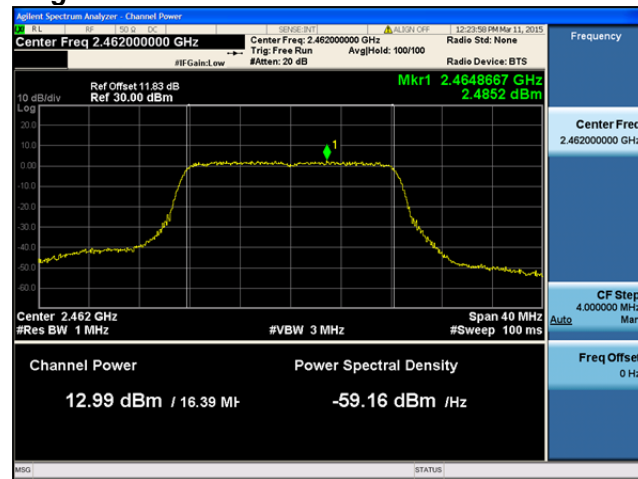 Agilent Spectrum Analyzer - Channel Power
RL RF 50 Ω DC SENSE:INT ALIGN OFF 12:23:58 PM Mar 11, 2015
Center Freq 2.462000000 GHz
Center Freq: 2.462000000 GHz
Radio Std: None
Trig: Free Run Avg|Hold: 100/100
#IFGain:Low #Atten: 20 dB Radio Device: BTS
Frequency
Mkr1 2.4648667 GHz
2.4852 dBm
Ref Offset 11.83 dB
10 dB/div Ref 30.00 dBm
Log
20.0
10.0
0.00
-10.0
-20.0
-30.0
-40.0
-50.0
-60.0
1
Center 2.462 GHz Span 40 MHz
#Res BW 1 MHz #VBW 3 MHz #Sweep 100 ms
Channel Power Power Spectral Density
12.99 dBm / 16.39 MH -59.16 dBm /Hz
Center Freq
2.462000000 GHz
CF Step
4.000000 MHz
Auto Man
Freq Offset
0 Hz
MSG STATUS